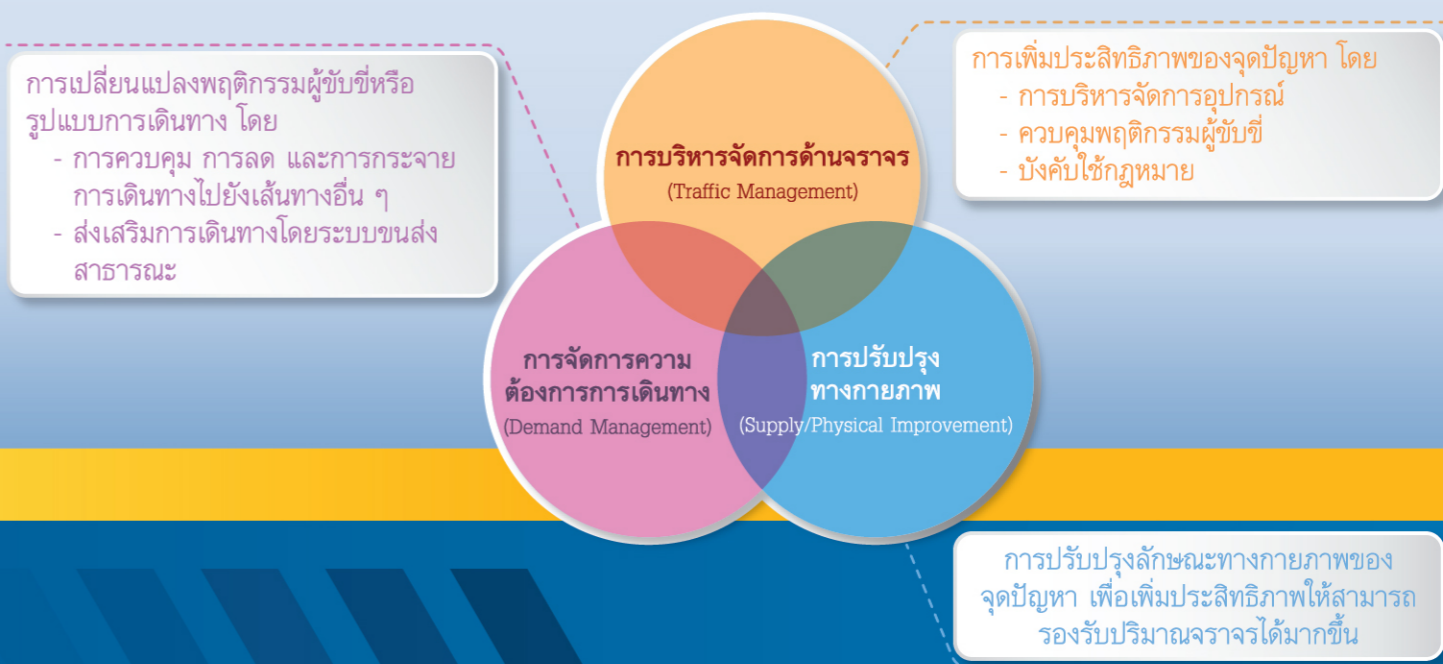 การเปลี่ยนแปลงพฤติกรรมผู้ขับขี่หรือ
รูปแบบการเดินทาง โดย
- การควบคุม การลด และการกระจาย
การเดินทางไปยังเส้นทางอื่น ๆ
- ส่งเสริมการเดินทางโดยระบบขนส่ง
สาธารณะ
การบริหารจัดการด้านจราจร
(Traffic Management)
การเพิ่มประสิทธิภาพของจุดปัญหา โดย
- การบริหารจัดการอุปกรณ์
- ควบคุมพฤติกรรมผู้ขับขี่
- บังคับใช้กฎหมาย
การจัดการความ
ต้องการการเดินทาง
(Demand Management)
การปรับปรุง
ทางกายภาพ
(Supply/Physical Improvement)
การปรับปรุงลักษณะทางกายภาพของ
จุดปัญหา เพื่อเพิ่มประสิทธิภาพให้สามารถ
รองรับปริมาณจราจรได้มากขึ้น